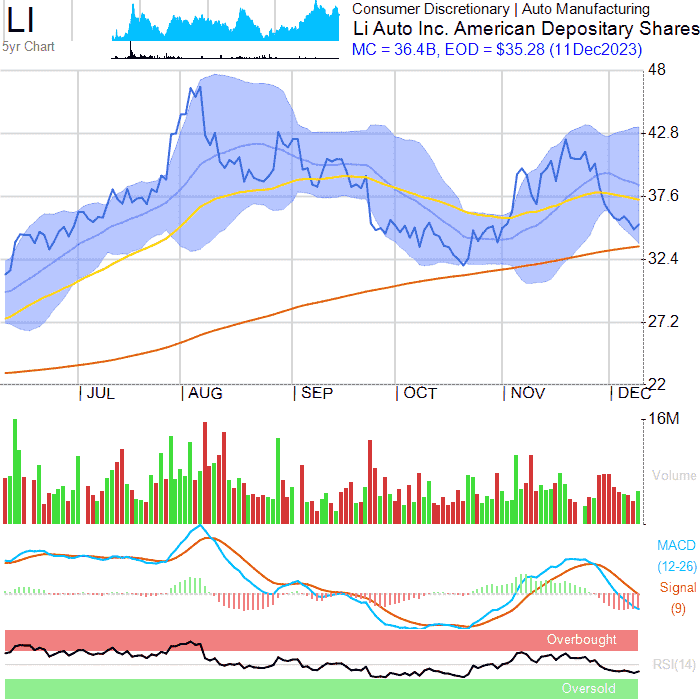 LI
5yr Chart
Consumer Discretionary | Auto Manufacturing
Li Auto Inc. American Depositary Shares
MC = 36.4B, EOD = $35.28 (11Dec2023)
48
42.8
37.6
32.4
27.2
22
| JUL | AUG | SEP | OCT | NOV | DEC
16M
Volume
MACD
(12-26)
Signal
(9)
Overbought
RSI(14)
Oversold